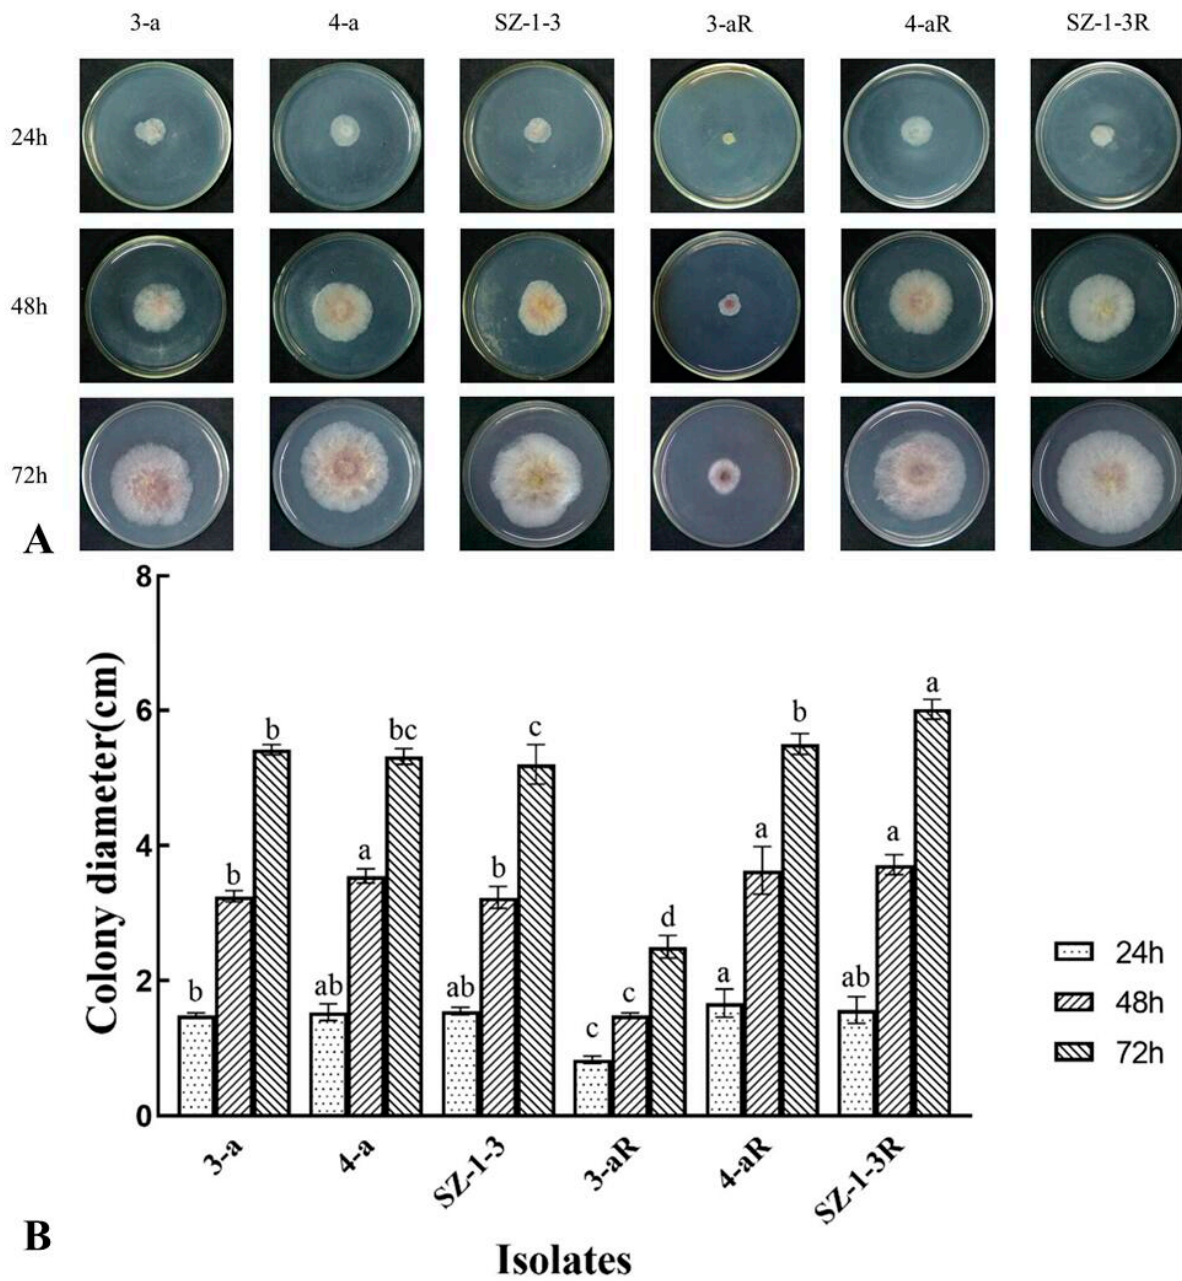 3-a 4-a SZ-1-3 3-aR 4-aR SZ-1-3R
24h
48h
72h
A
8
6
4
2
0
Colony diameter(cm)
b b b
ab a bc
ab b c
c c d
a a b
ab a a
24h
48h
72h
3-a 4-a SZ-1-3 3-aR 4-aR SZ-1-3R
B
Isolates